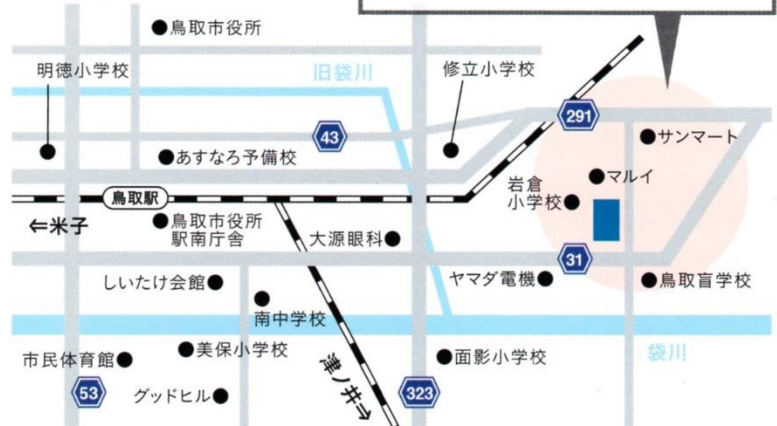 鳥取市役所
明徳小学校
旧袋川
修立小学校
291
43
サンマート
あすなろ予備校
マルイ
岩倉
小学校
鳥取駅
⇐米子
鳥取市役所
駅南庁舎
大源眼科
31
しいたけ会館
ヤマダ電機
鳥取盲学校
南中学校
美保小学校
市民体育館
津ノ井⇒
面影小学校
袋川
53
グッドヒル
323